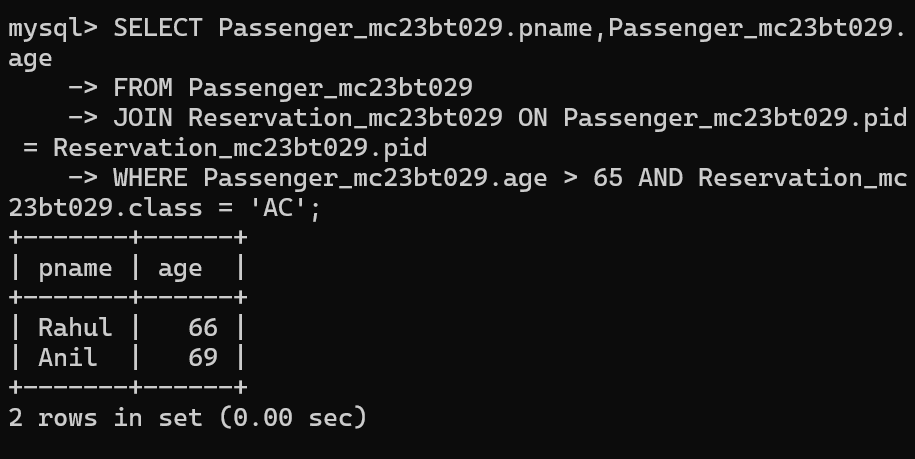 mysql> SELECT Passenger_mc23bt029.pname,Passenger_mc23bt029.
age
    -> FROM Passenger_mc23bt029
    -> JOIN Reservation_mc23bt029 ON Passenger_mc23bt029.pid
 = Reservation_mc23bt029.pid
    -> WHERE Passenger_mc23bt029.age > 65 AND Reservation_mc
23bt029.class = 'AC';
+-------+------+
| pname | age  |
+-------+------+
| Rahul |   66 |
| Anil  |   69 |
+-------+------+
2 rows in set (0.00 sec)